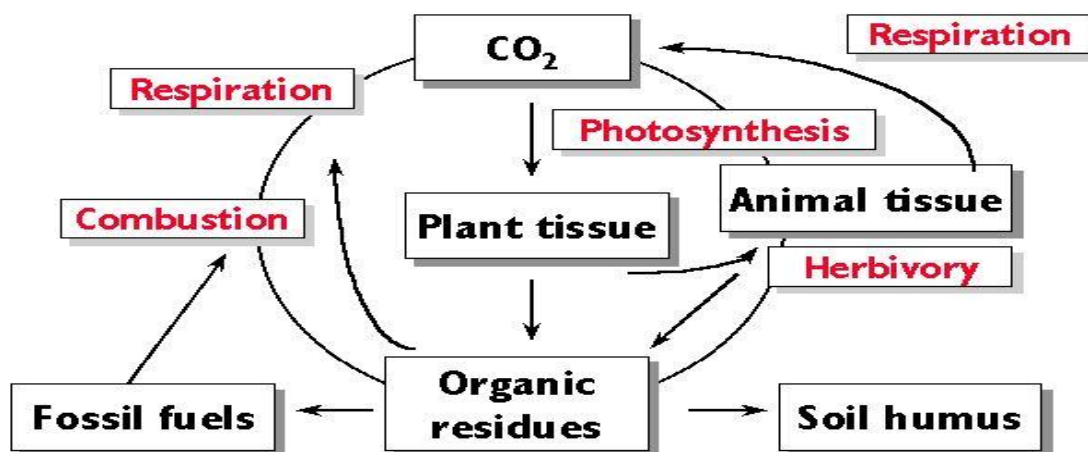 CO₂
Respiration
Respiration
Photosynthesis
Combustion
Plant tissue
Animal tissue
Herbivory
Fossil fuels
Organic
residues
Soil humus